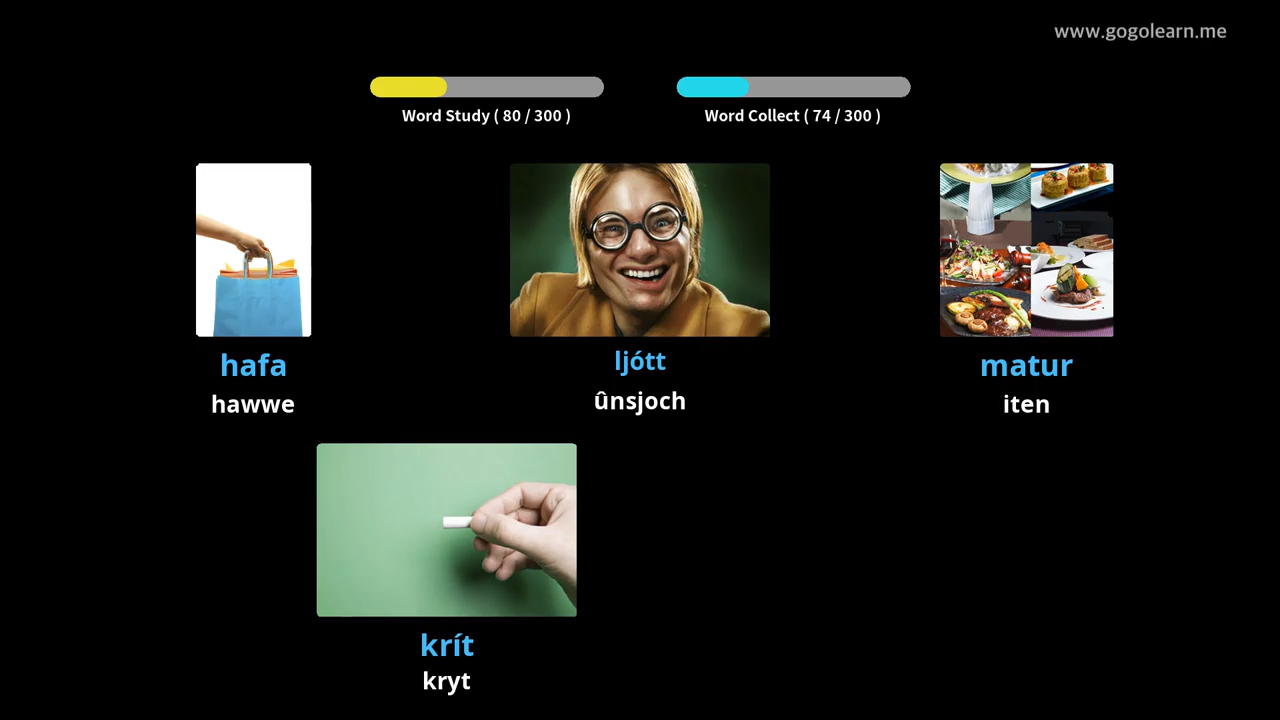 www.gogolearn.me
Word Study ( 80 / 300 )
Word Collect ( 74 / 300 )
hafa
hawwe
ljótt
ûnsjoch
matur
iten
krít
kryt